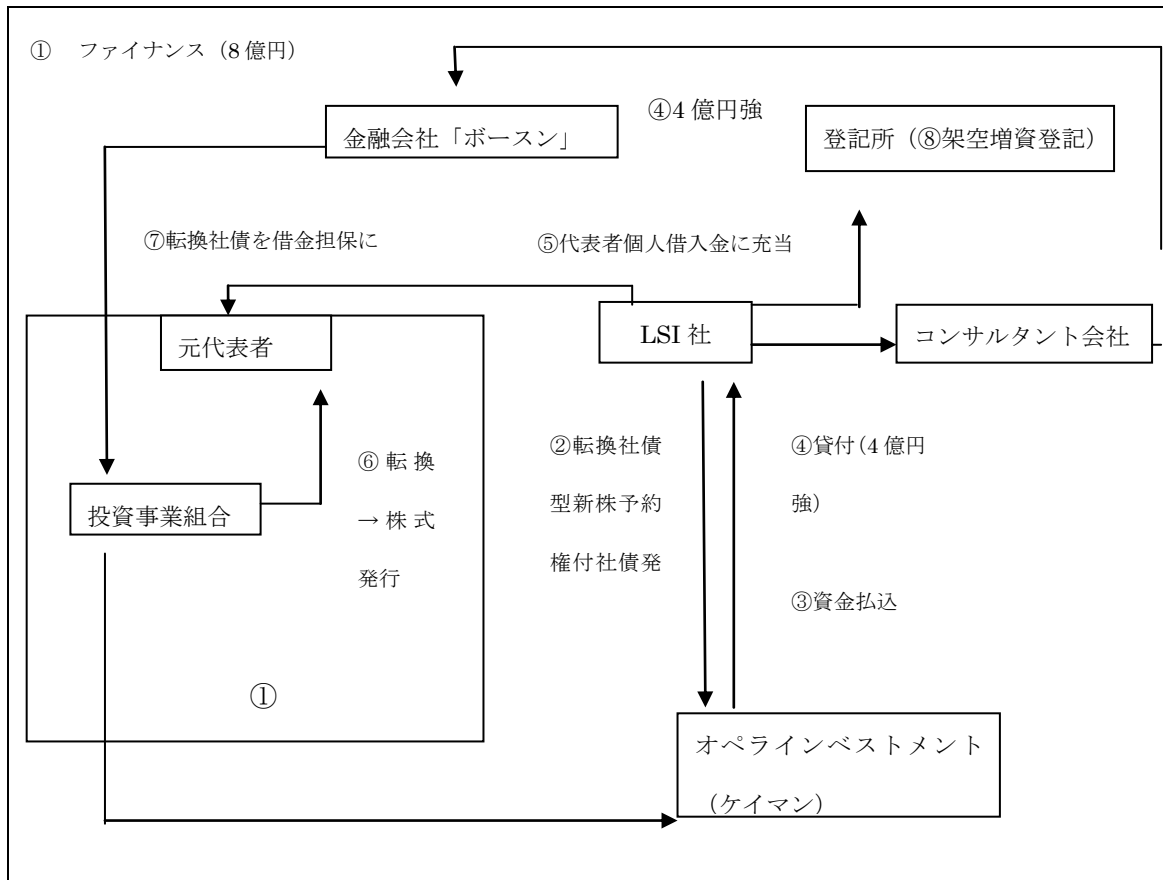 ① ファイナンス（8 億円）
④4 億円強
金融会社「ボースン」
登記所（⑧架空増資登記）
⑦転換社債を借金担保に
⑤代表者個人借入金に充当
元代表者
LSI 社
コンサルタント会社
②転換社債
型新株予約
権付社債発
④貸付（4 億円
強）
⑥ 転 換
→ 株 式
発行
投資事業組合
③資金払込
①
オペラインベストメント
（ケイマン）